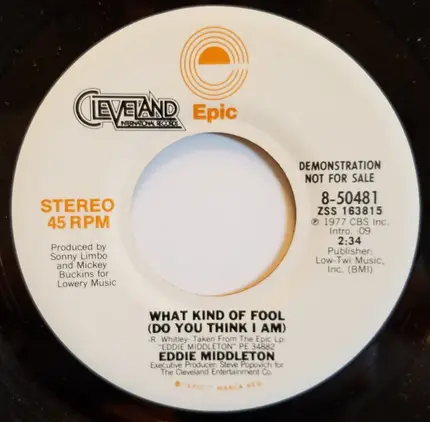 CLEVELAND
INTERNATIONAL RECORDS
Epic
DEMONSTRATION
NOT FOR SALE
STEREO
45 RPM
8-50481
ZSS 163815
℗ 1977 CBS Inc.
Intro. :09
2:34
Publisher:
Low-Twi Music,
Inc. (BMI)
Produced by
Sonny Limbo
and Mickey
Buckins for
Lowery Music
WHAT KIND OF FOOL
(DO YOU THINK I AM)
-R. Whitley- Taken From The Epic Lp:
"EDDIE MIDDLETON" PE 34882
EDDIE MIDDLETON
Executive Producer: Steve Popovich for
The Cleveland Entertainment Co.